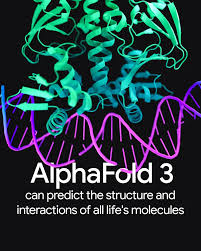 AlphaFold 3
can predict the structure and
interactions of all life's molecules